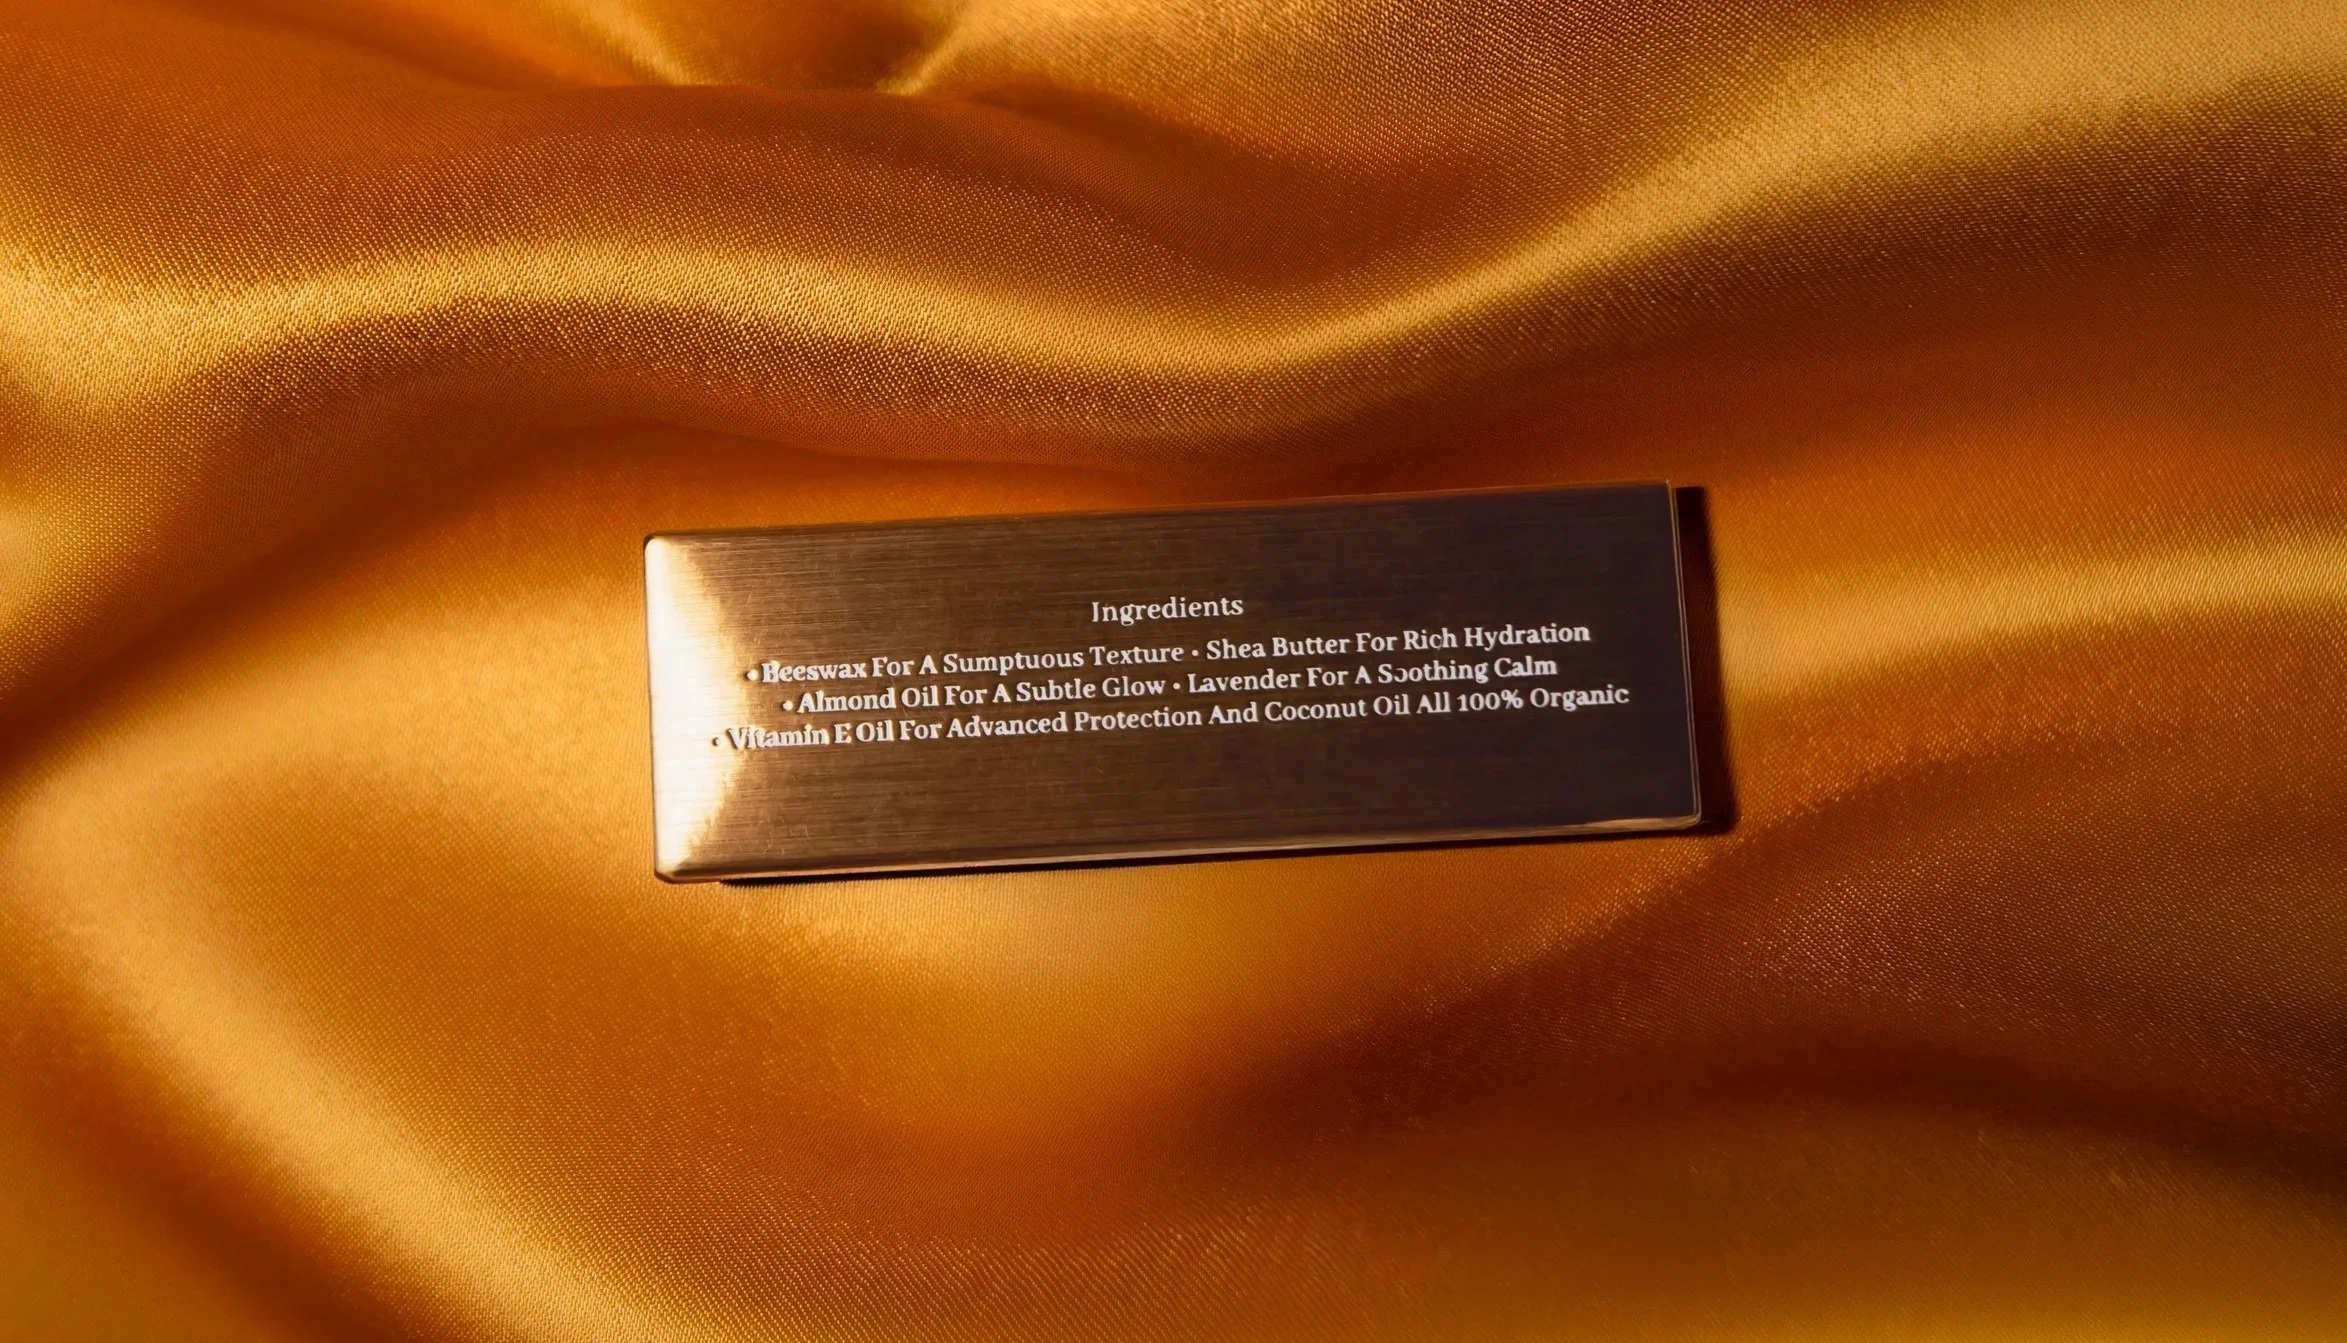 Ingredients
• Beeswax For A Sumptuous Texture • Shea Butter For Rich Hydration
• Almond Oil For A Subtle Glow • Lavender For A Soothing Calm
• Vitamin E Oil For Advanced Protection And Coconut Oil All 100% Organic